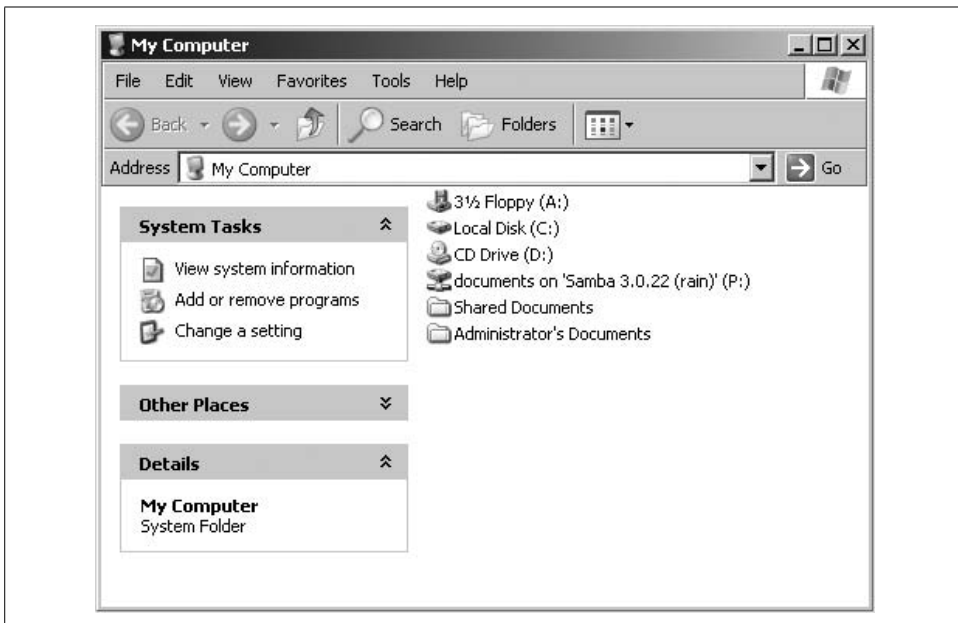 My Computer
File Edit View Favorites Tools Help
Back Search Folders
Address My Computer Go
System Tasks
View system information
Add or remove programs
Change a setting
Other Places
Details
My Computer
System Folder
3½ Floppy (A:)
Local Disk (C:)
CD Drive (D:)
documents on 'Samba 3.0.22 (rain)' (P:)
Shared Documents
Administrator's Documents